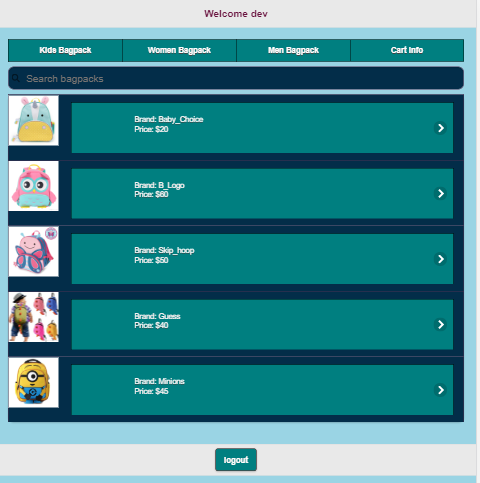 Welcome dev
Kids Bagpack
Women Bagpack
Men Bagpack
Cart Info
Search bagpacks
Brand: Baby_Choice
Price: $20
Brand: B_Logo
Price: $60
Brand: Skip_hoop
Price: $50
Brand: Guess
Price: $40
Brand: Minions
Price: $45
logout